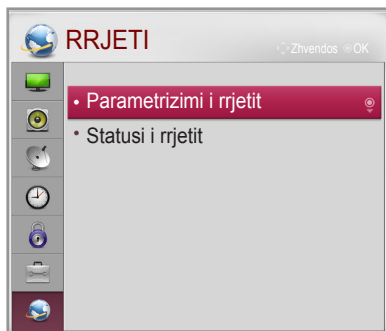 RRJETI
Zhvendos OK
• Parametrizimi i rrjetit
• Statusi i rrjetit